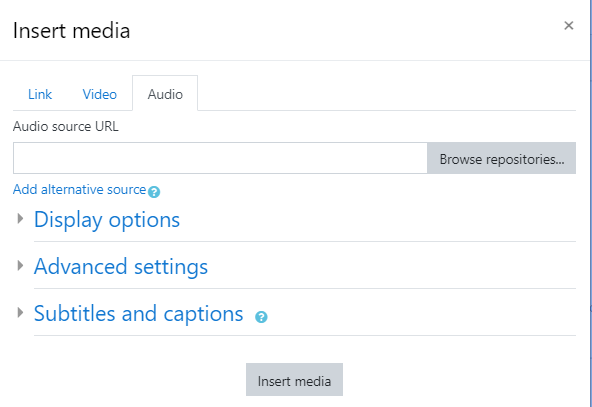 Insert media
×
Link Video Audio
Audio source URL
Browse repositories...
Add alternative source ?
Display options
Advanced settings
Subtitles and captions ?
Insert media